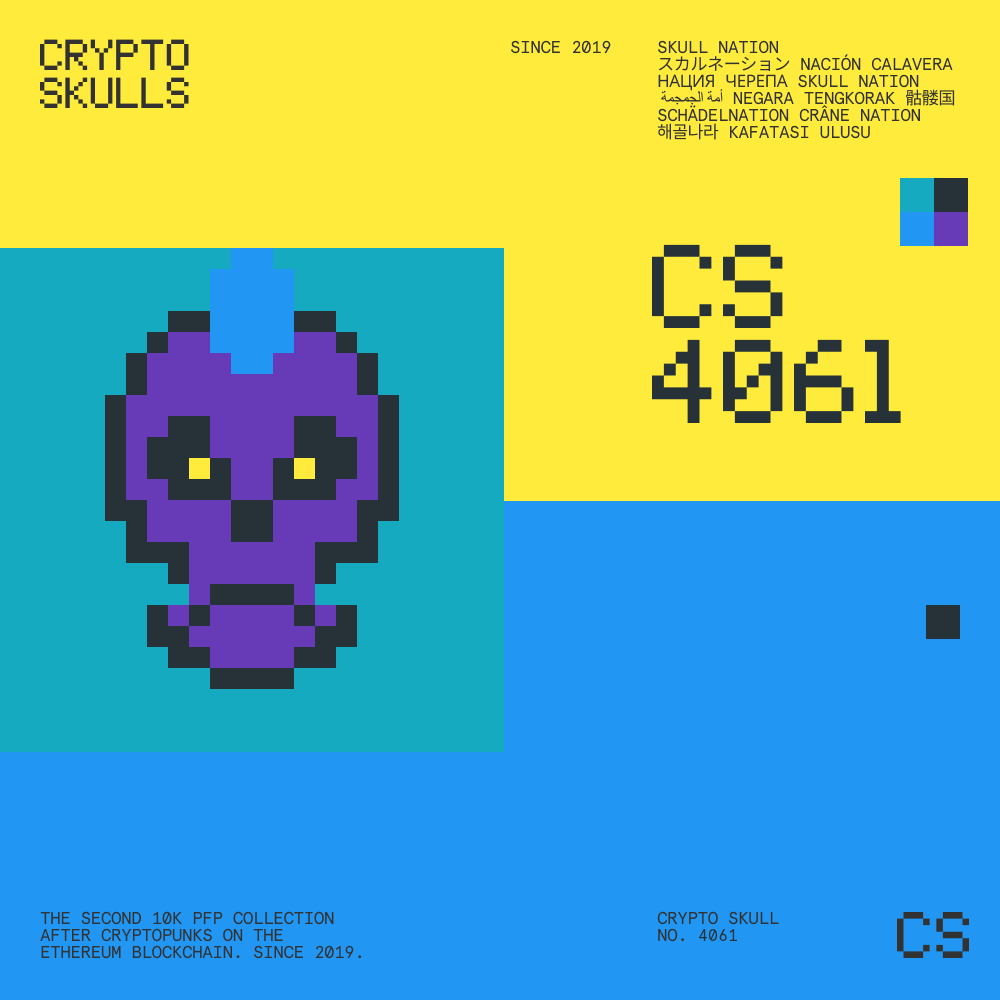 CRYPTO
SKULLS
SINCE 2019
SKULL NATION
スカルネーション NACIÓN CALAVERA
НАЦИЯ ЧЕРЕПА SKULL NATION
أمة الجمجمة NEGARA TENGKORAK 骷髅国
SCHÄDELNATION CRÂNE NATION
해골나라 KAFATASI ULUSU
CS
4061
THE SECOND 10K PFP COLLECTION
AFTER CRYPTOPUNKS ON THE
ETHEREUM BLOCKCHAIN. SINCE 2019.
CRYPTO SKULL
NO. 4061
CS